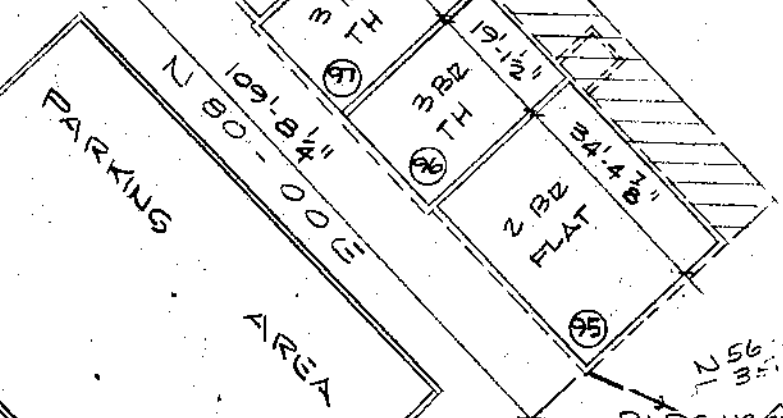 3
TH
97
19'-1 1/2"
3 BR
TH
96
34'-4 7/8"
2 BR
FLAT
95
109'-8 1/4"
N 80-00E
PARKING
AREA
N 56